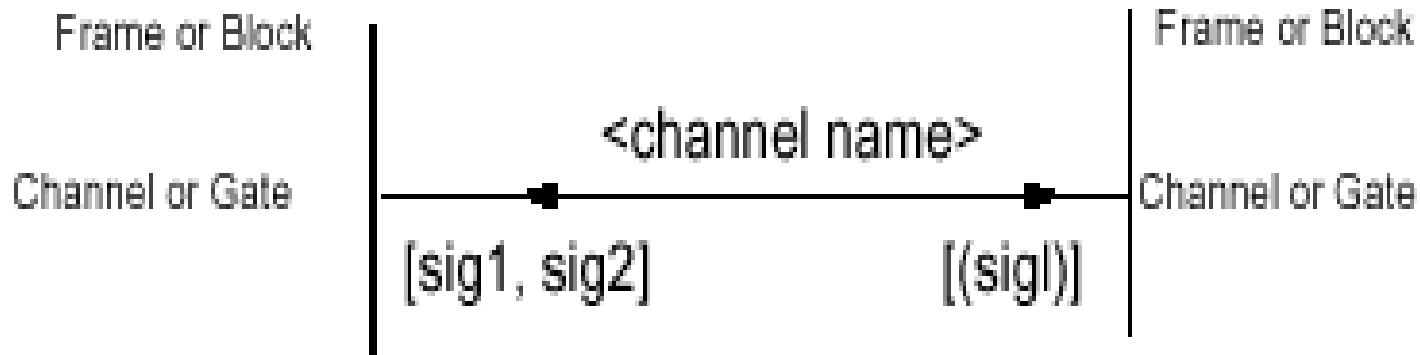 Frame or Block
Frame or Block
<channel name>
Channel or Gate
Channel or Gate
[sig1, sig2]
[(sigl)]